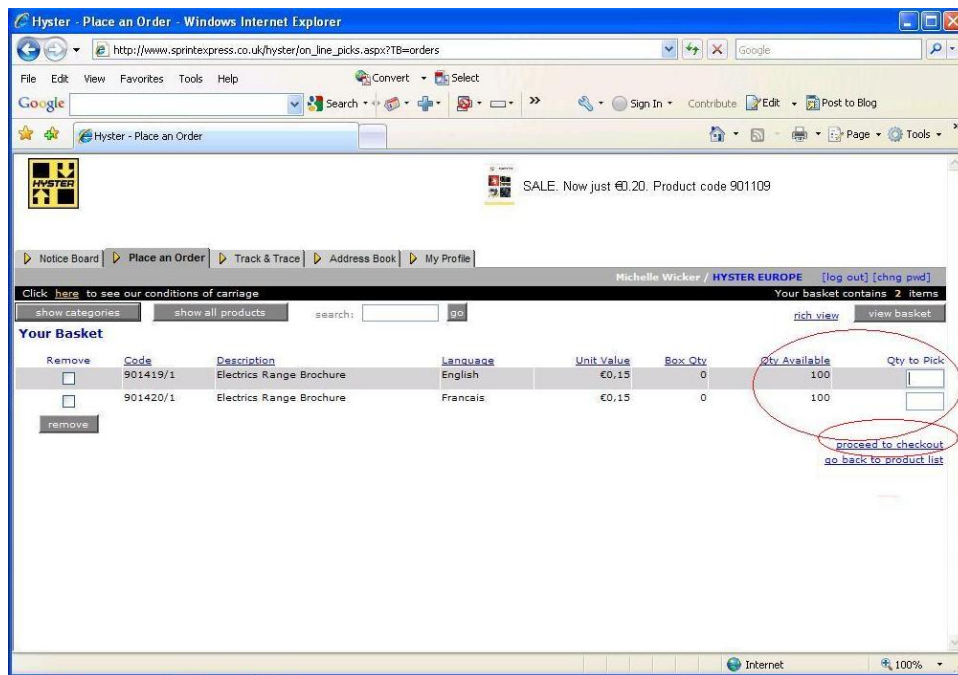 Hyster - Place an Order - Windows Internet Explorer
http://www.sprintexpress.co.uk/hyster/on_line_picks.aspx?TB=orders
Google
File Edit View Favorites Tools Help
Convert Select
Google Search Sign In Contribute Edit Post to Blog
Hyster - Place an Order Page Tools
HYSTER
SALE. Now just €0.20. Product code 901109
Notice Board Place an Order Track & Trace Address Book My Profile
Michelle Wicker / HYSTER EUROPE [log out] [chng pwd]
Click here to see our conditions of carriage Your basket contains 2 items
show categories show all products search: go rich view view basket
Your Basket
Remove Code Description Language Unit Value Box Qty Qty Available Qty to Pick
901419/1 Electrics Range Brochure English €0,15 0 100
901420/1 Electrics Range Brochure Francais €0,15 0 100
remove
proceed to checkout
go back to product list
Internet 100%